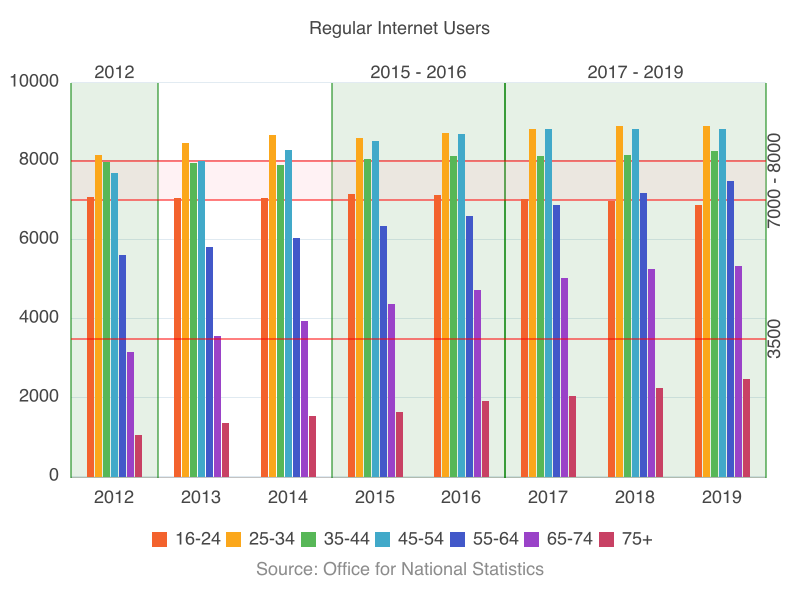 Regular Internet Users
2012 2015 - 2016 2017 - 2019
10000
8000
6000
4000
2000
0
7000 - 8000
3500
2012 2013 2014 2015 2016 2017 2018 2019
16-24 25-34 35-44 45-54 55-64 65-74 75+
Source: Office for National Statistics